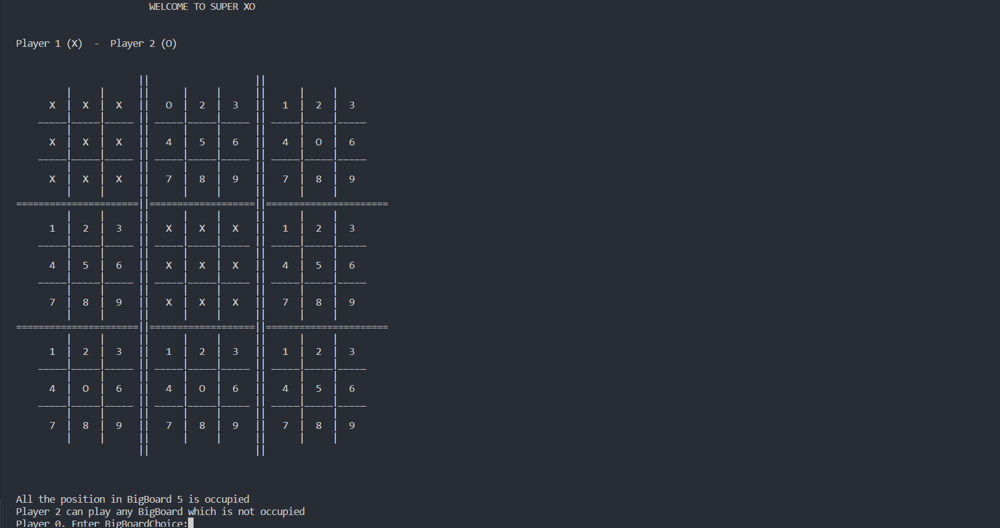 WELCOME TO SUPER XO
Player 1 (X)  -  Player 2 (O)
                      ||                   ||
         |     |      ||      |     |      ||      |     |
      X  |  X  |  X   ||   O  |  2  |  3   ||   1  |  2  |  3
    _____|_____|_____ || _____|_____|_____ || _____|_____|_____
         |     |      ||      |     |      ||      |     |
      X  |  X  |  X   ||   4  |  5  |  6   ||   4  |  O  |  6
    _____|_____|_____ || _____|_____|_____ || _____|_____|_____
         |     |      ||      |     |      ||      |     |
      X  |  X  |  X   ||   7  |  8  |  9   ||   7  |  8  |  9
         |     |      ||      |     |      ||      |     |
======================||===================||======================
         |     |      ||      |     |      ||      |     |
      1  |  2  |  3   ||   X  |  X  |  X   ||   1  |  2  |  3
    _____|_____|_____ || _____|_____|_____ || _____|_____|_____
         |     |      ||      |     |      ||      |     |
      4  |  5  |  6   ||   X  |  X  |  X   ||   4  |  5  |  6
    _____|_____|_____ || _____|_____|_____ || _____|_____|_____
         |     |      ||      |     |      ||      |     |
      7  |  8  |  9   ||   X  |  X  |  X   ||   7  |  8  |  9
         |     |      ||      |     |      ||      |     |
======================||===================||======================
         |     |      ||      |     |      ||      |     |
      1  |  2  |  3   ||   1  |  2  |  3   ||   1  |  2  |  3
    _____|_____|_____ || _____|_____|_____ || _____|_____|_____
         |     |      ||      |     |      ||      |     |
      4  |  O  |  6   ||   4  |  O  |  6   ||   4  |  5  |  6
    _____|_____|_____ || _____|_____|_____ || _____|_____|_____
         |     |      ||      |     |      ||      |     |
      7  |  8  |  9   ||   7  |  8  |  9   ||   7  |  8  |  9
         |     |      ||      |     |      ||      |     |
                      ||                   ||
All the position in BigBoard 5 is occupied
Player 2 can play any BigBoard which is not occupied
Player 0. Enter BigBoardChoice: